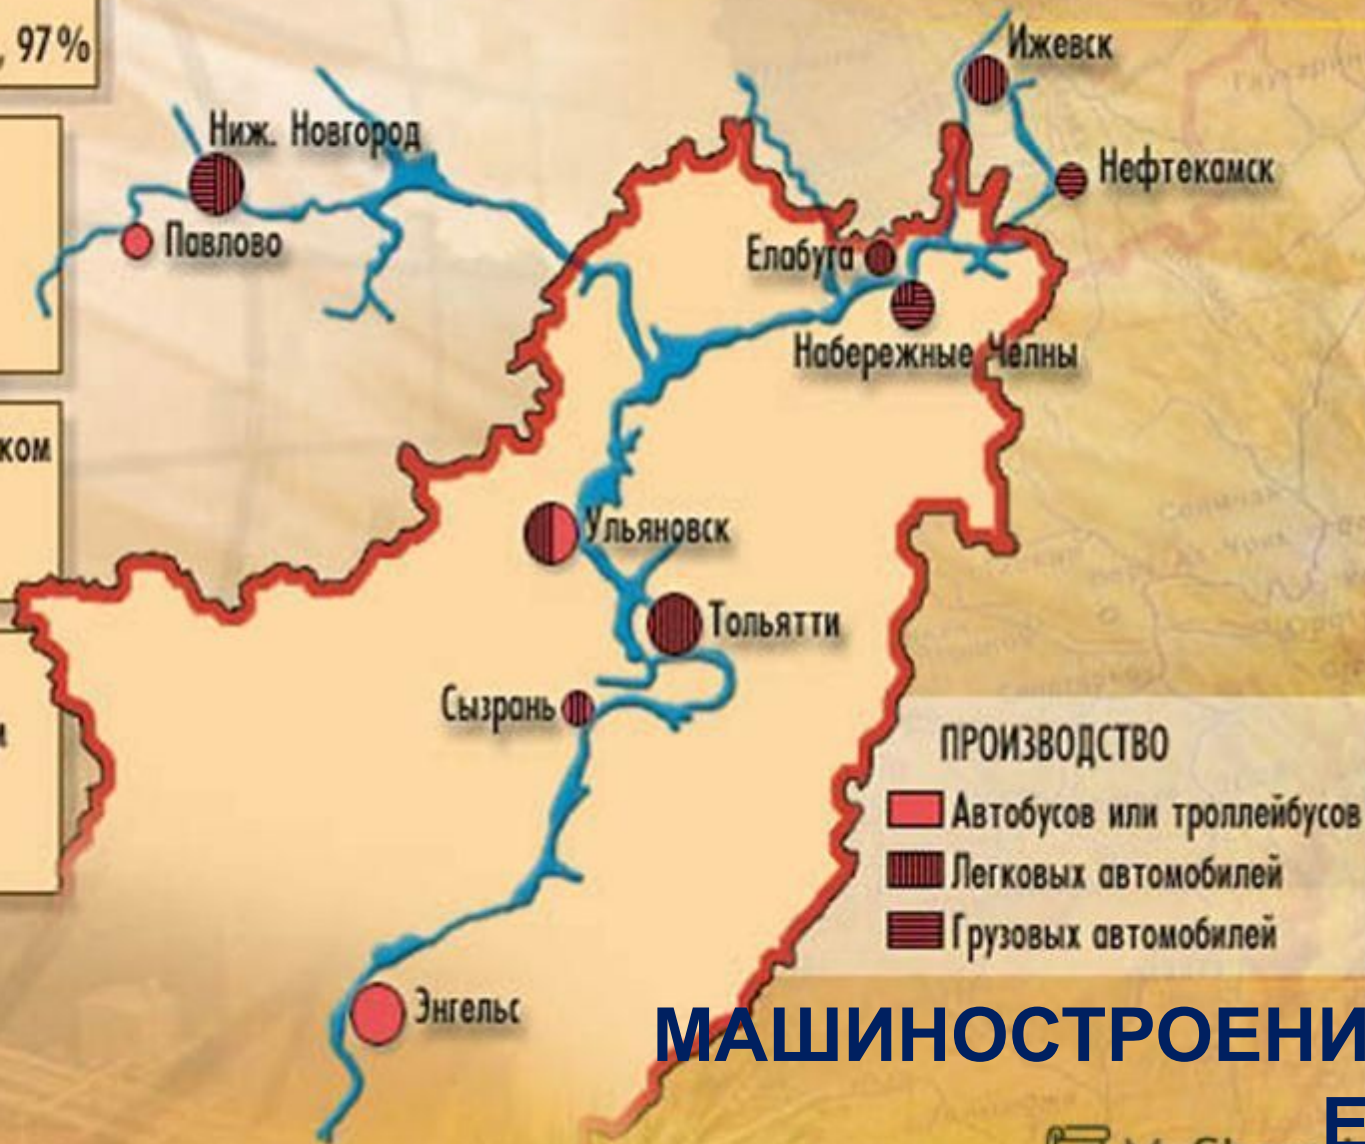 , 97%
Ижевск
Ниж. Новгород
Нефтекамск
Павлово
Елабуга
Набережные Челны
ком
Ульяновск
Тольятти
Сызрань
ПРОИЗВОДСТВО
Автобусов или троллейбусов
Легковых автомобилей
Грузовых автомобилей
Энгельс
МАШИНОСТРОЕНИ
Е